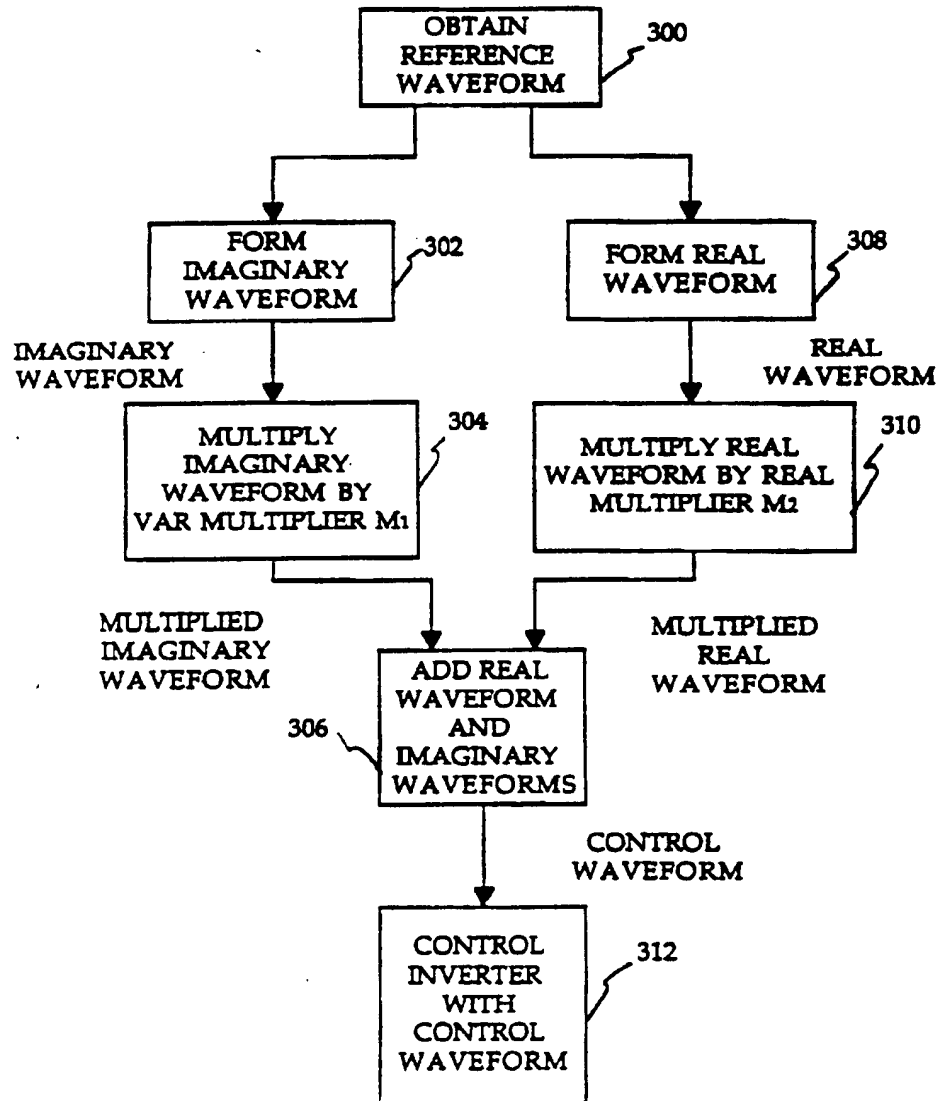 OBTAIN
REFERENCE
WAVEFORM
300
FORM
IMAGINARY
WAVEFORM
302
FORM REAL
WAVEFORM
308
IMAGINARY
WAVEFORM
REAL
WAVEFORM
MULTIPLY
IMAGINARY
WAVEFORM BY
VAR MULTIPLIER M1
304
MULTIPLY REAL
WAVEFORM BY REAL
MULTIPLIER M2
310
MULTIPLIED
IMAGINARY
WAVEFORM
MULTIPLIED
REAL
WAVEFORM
ADD REAL
WAVEFORM
AND
IMAGINARY
WAVEFORMS
306
CONTROL
WAVEFORM
CONTROL
INVERTER
WITH
CONTROL
WAVEFORM
312